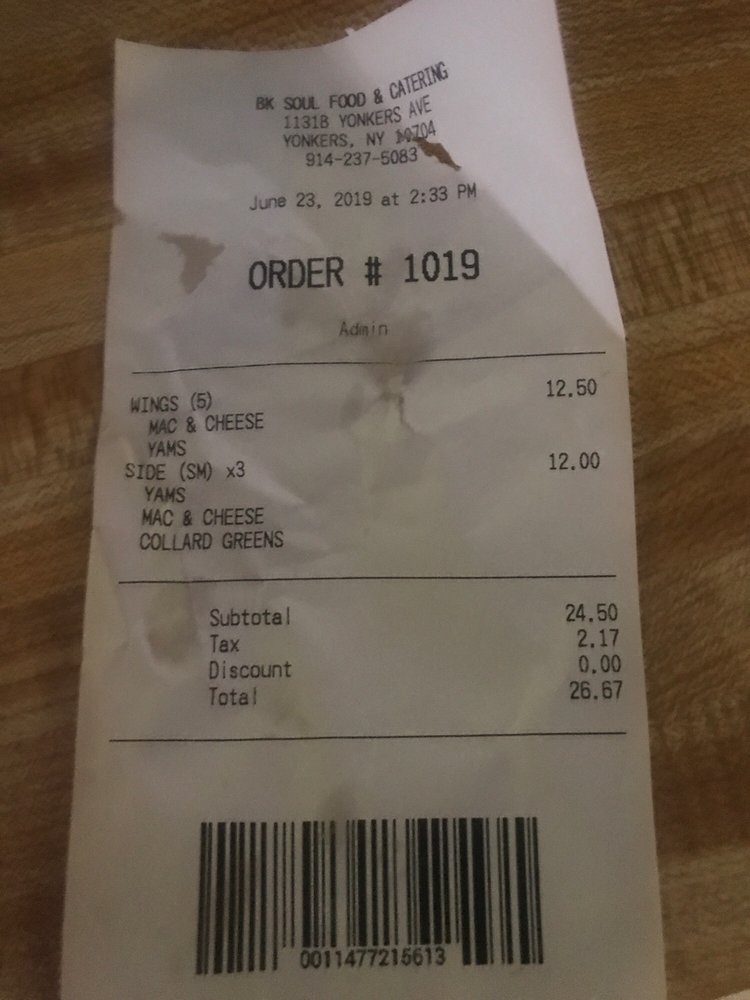 BK SOUL FOOD & CATERING
1131B YONKERS AVE
YONKERS, NY 10704
914-237-5083
June 23, 2019 at 2:33 PM
ORDER # 1019
Admin
WINGS (5) 12.50
MAC & CHEESE
YAMS
SIDE (SM) x3 12.00
YAMS
MAC & CHEESE
COLLARD GREENS
Subtotal 24.50
Tax 2.17
Discount 0.00
Total 26.67
0011477215613